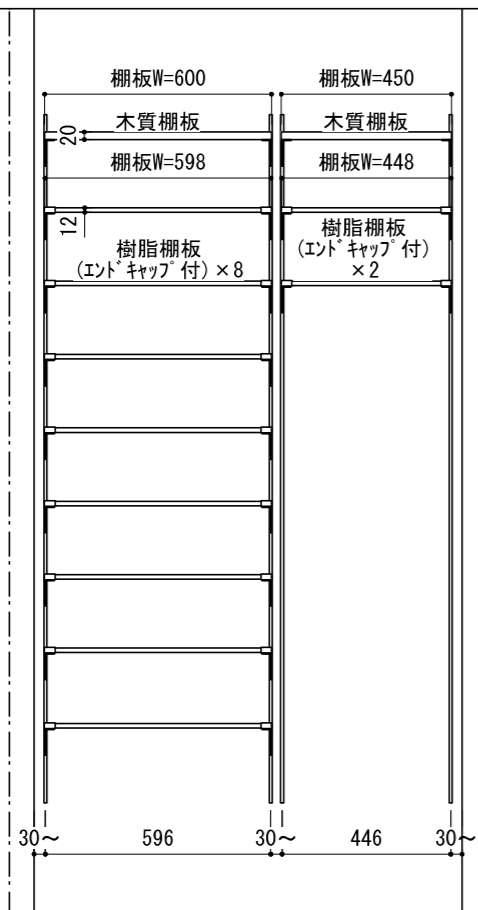 棚板W=600
棚板W=450
木質棚板
木質棚板
20
棚板W=598
棚板W=448
12
樹脂棚板
(ｴﾝﾄﾞｷｬｯﾌﾟ付)×8
樹脂棚板
(ｴﾝﾄﾞｷｬｯﾌﾟ付)
×2
30～
596
30～
446
30～